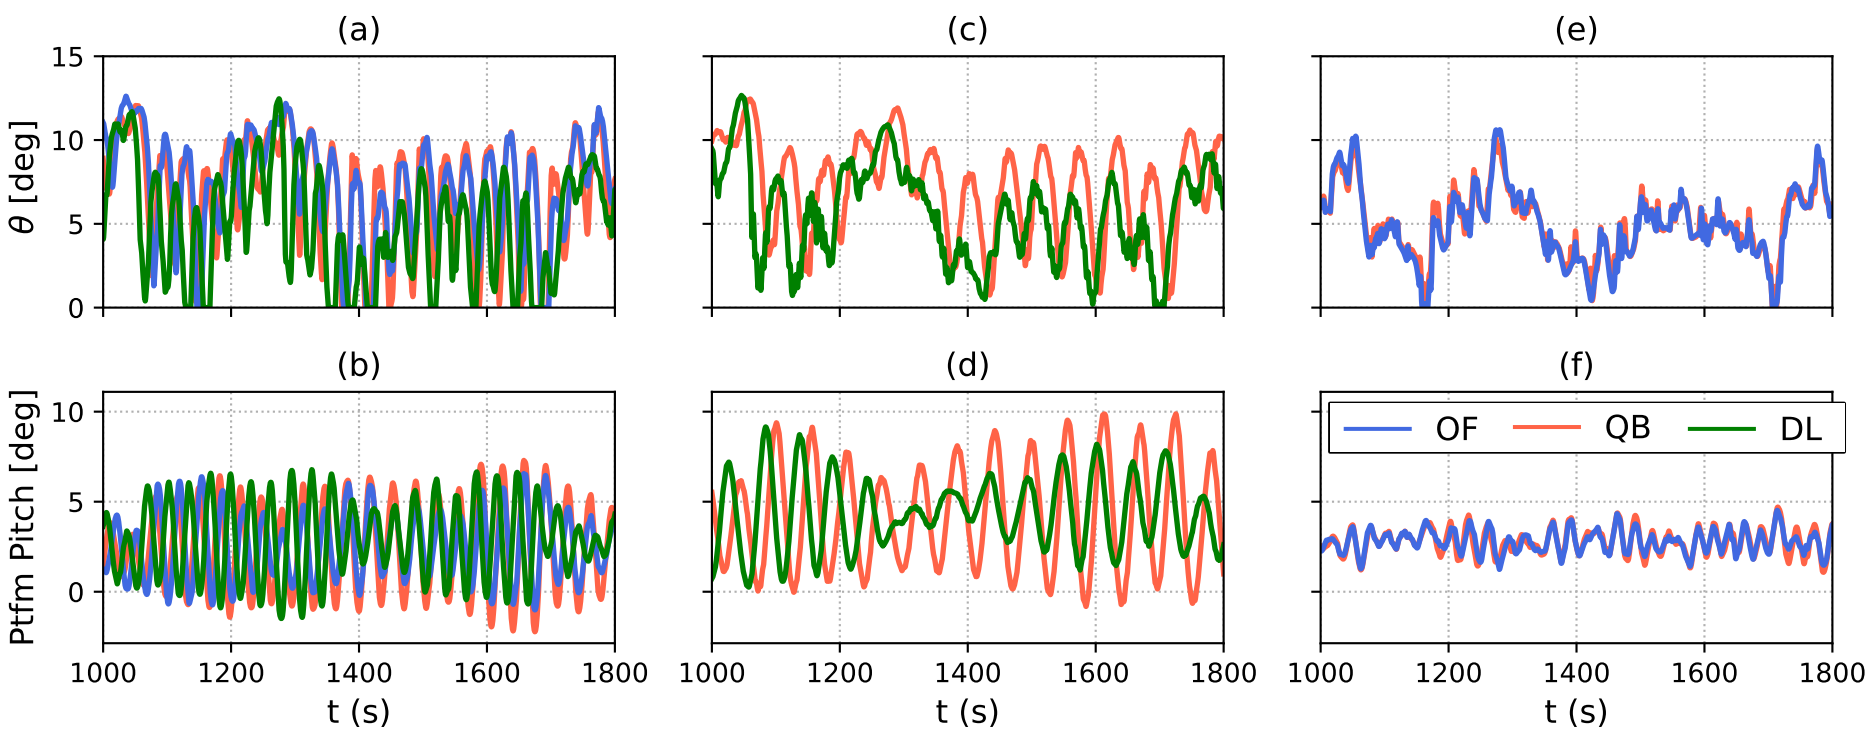 (a) (c) (e)
θ [deg]
15
10
5
0
(b) (d) (f)
Ptfm Pitch [deg]
10
5
0
OF QB DL
1000 1200 1400 1600 1800 1000 1200 1400 1600 1800 1000 1200 1400 1600 1800
t (s) t (s) t (s)